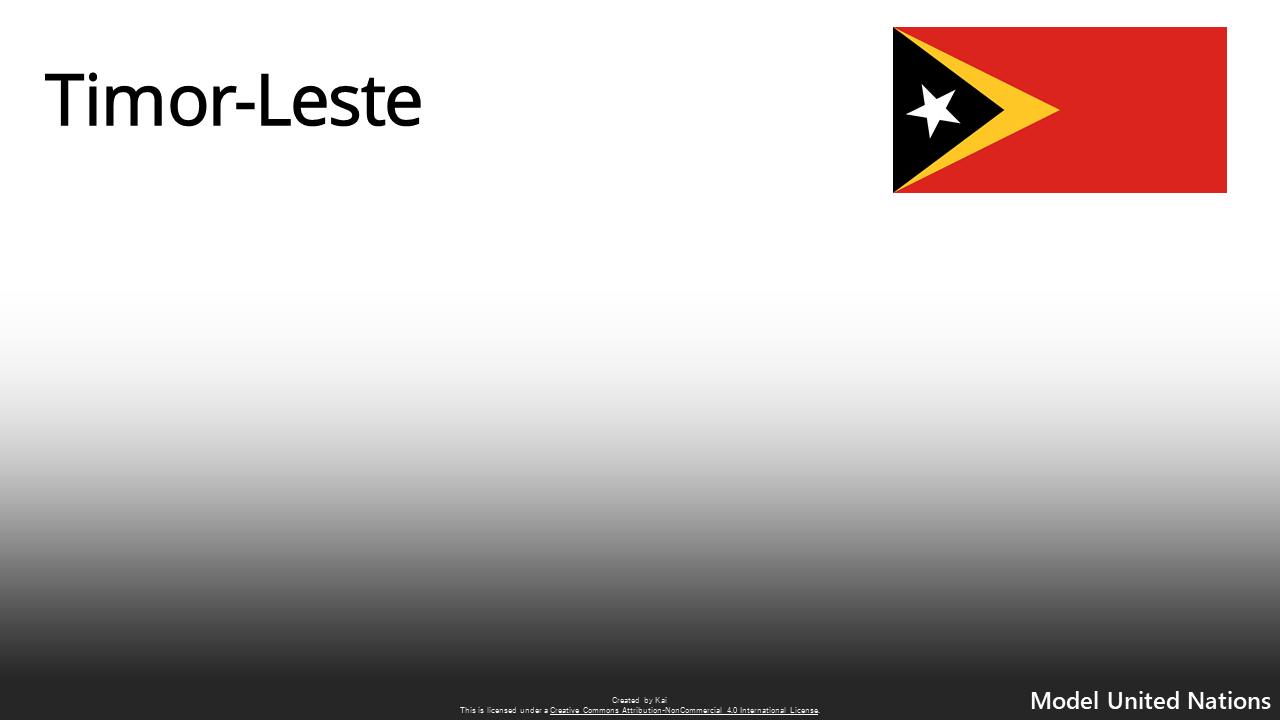 Timor-Leste
Created by Kai
This is licensed under a Creative Commons Attribution-NonCommercial 4.0 International License.
Model United Nations